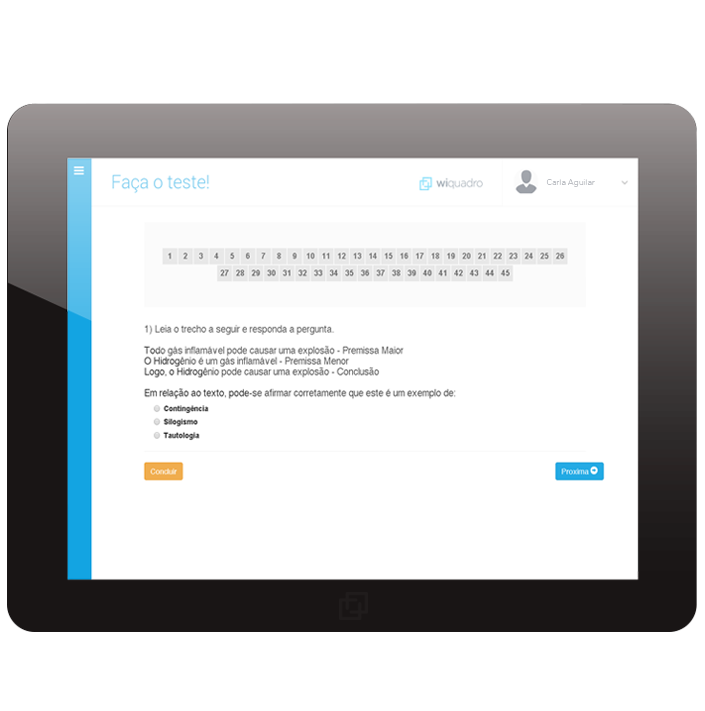 Faça o teste!
wiquadro
Carla Aguilar
1 2 3 4 5 6 7 8 9 10 11 12 13 14 15 16 17 18 19 20 21 22 23 24 25 26
27 28 29 30 31 32 33 34 35 36 37 38 39 40 41 42 43 44 45
1) Leia o trecho a seguir e responda a pergunta.
Todo gás inflamável pode causar uma explosão - Premissa Maior
O Hidrogênio é um gás inflamável - Premissa Menor
Logo, o Hidrogênio pode causar uma explosão - Conclusão
Em relação ao texto, pode-se afirmar corretamente que este é um exemplo de:
Contingência
Silogismo
Tautologia
Concluir
Proxima